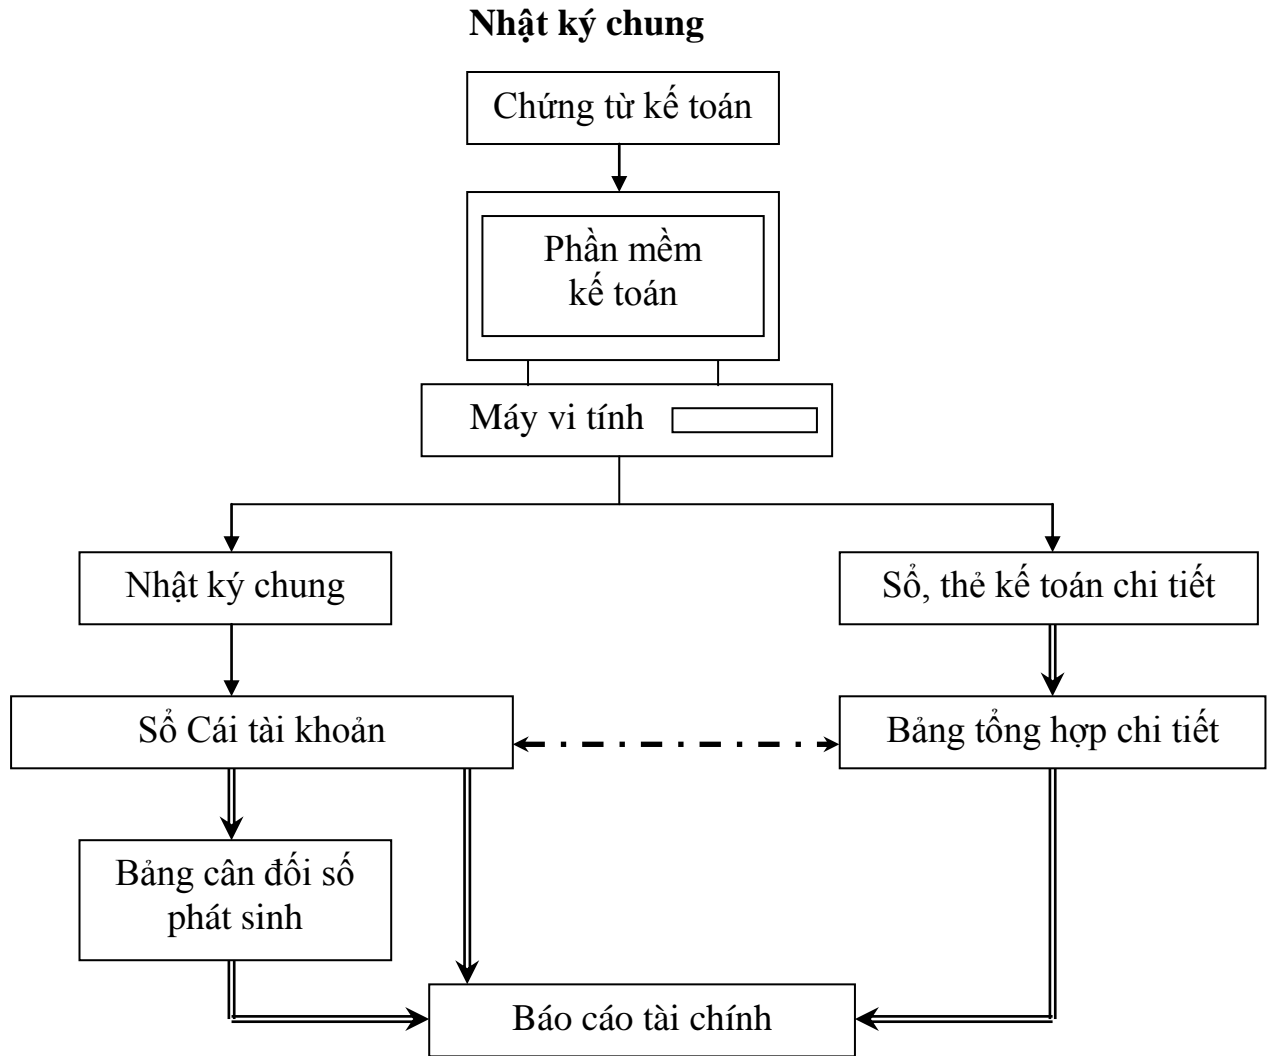 Nhật ký chung
Chứng từ kế toán
Phần mềm
kế toán
Máy vi tính
Nhật ký chung
Sổ, thẻ kế toán chi tiết
Sổ Cái tài khoản
Bảng tổng hợp chi tiết
Bảng cân đối số
phát sinh
Báo cáo tài chính